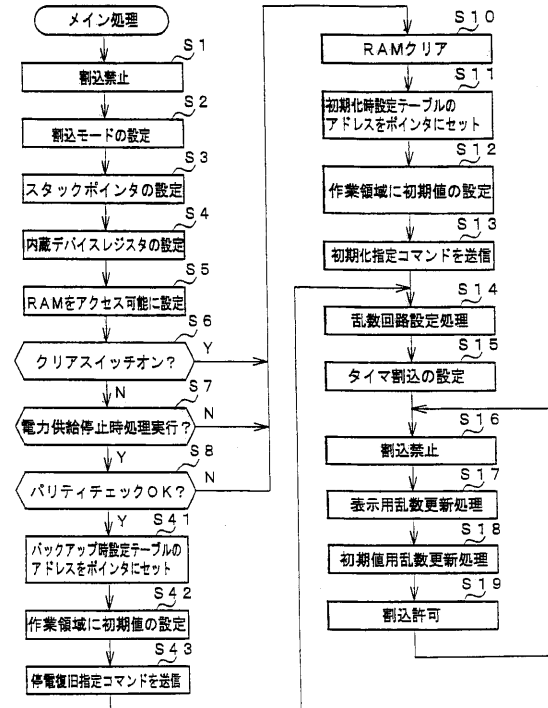 メイン処理
S1
割込禁止
S2
割込モードの設定
S3
スタックポインタの設定
S4
内蔵デバイスレジスタの設定
S5
RAMをアクセス可能に設定
S6
クリアスイッチオン?
Y
N
S7
電力供給停止時処理実行?
N
Y
S8
パリティチェックOK?
N
Y
S41
バックアップ時設定テーブルの
アドレスをポインタにセット
S42
作業領域に初期値の設定
S43
停電復旧指定コマンドを送信
S10
RAMクリア
S11
初期化時設定テーブルの
アドレスをポインタにセット
S12
作業領域に初期値の設定
S13
初期化指定コマンドを送信
S14
乱数回路設定処理
S15
タイマ割込の設定
S16
割込禁止
S17
表示用乱数更新処理
S18
初期値用乱数更新処理
S19
割込許可